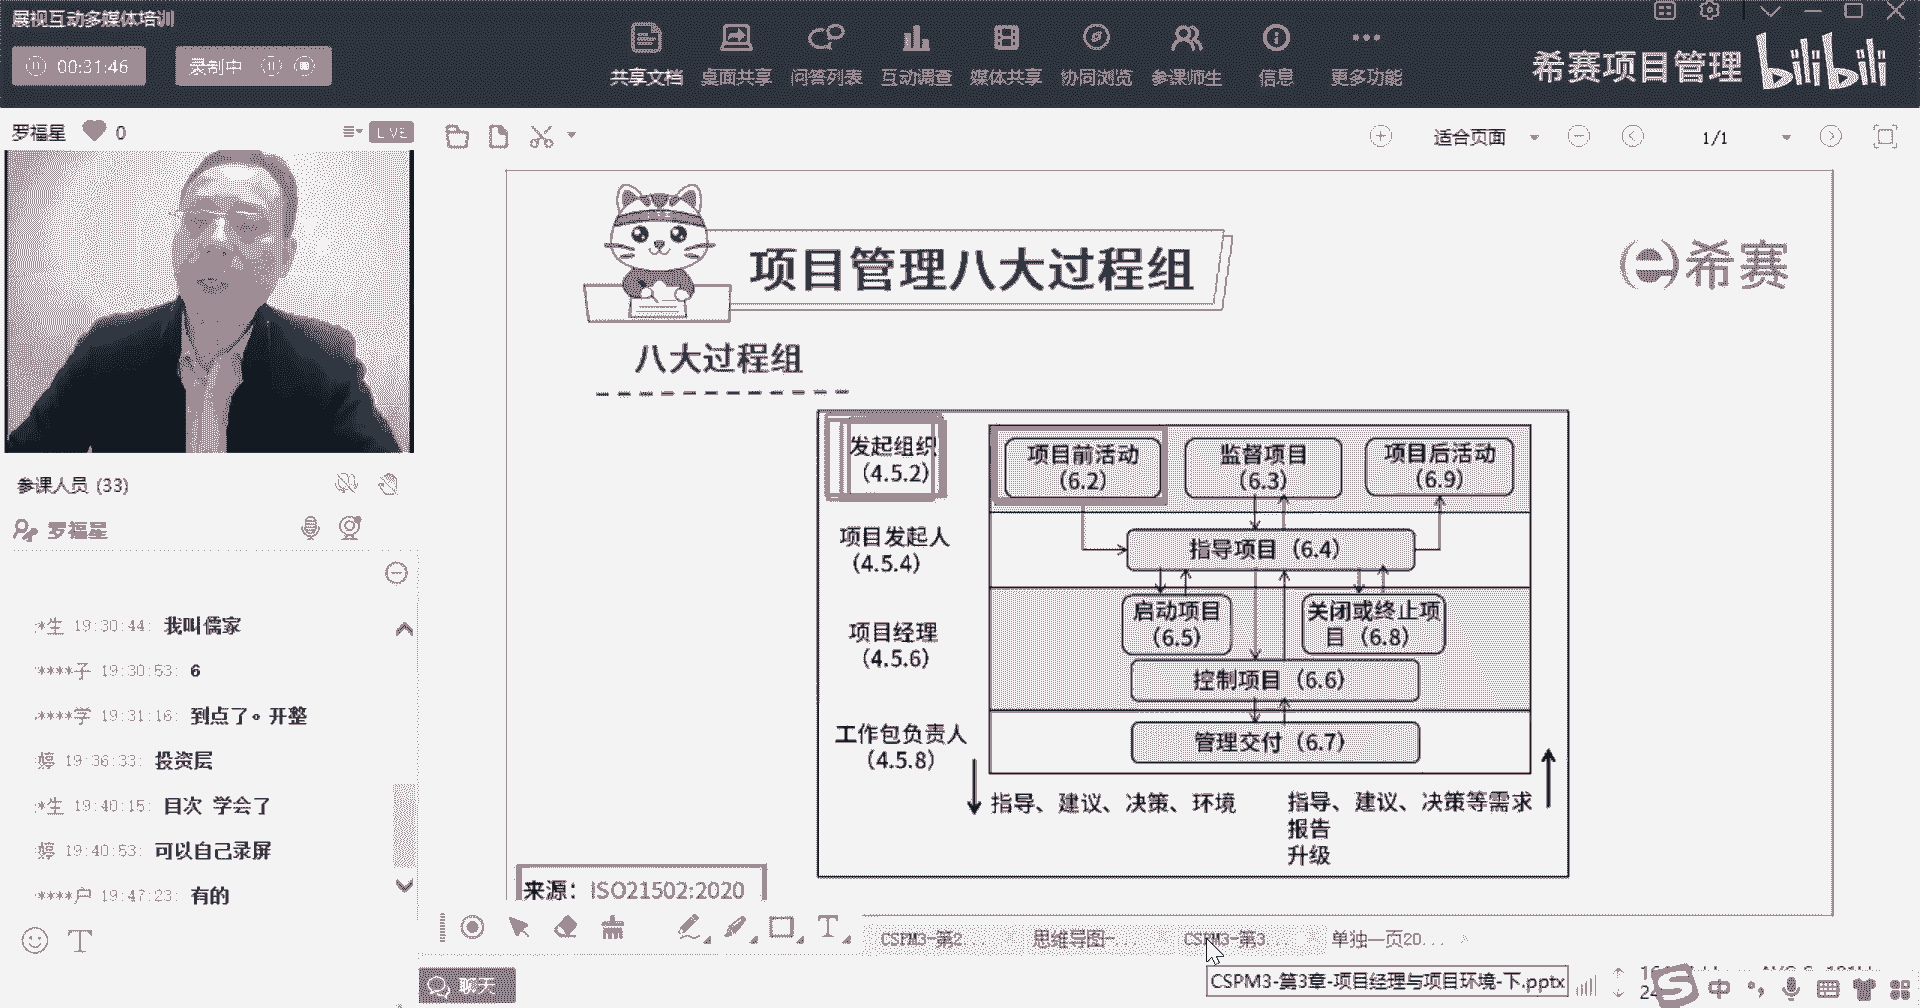 展视互动多媒体培训
00:31:46
录制中
共享文档 桌面共享 问答列表 互动调查 媒体共享 协同浏览 参课师生 信息 更多功能
希赛项目管理 bilibili
罗福星 0
LIVE
适合页面
1/1
参课人员 (33)
罗福星
*生 19:30:44: 我叫儒家
****子 19:30:53: 6
****学 19:31:16: 到点了。开整
婷 19:36:33: 投资层
*生 19:40:15: 目次 学会了
婷 19:40:53: 可以自己录屏
****户 19:47:23: 有的
聊天
项目管理八大过程组
希赛
八大过程组
发起组织
(4.5.2)
项目前活动
(6.2)
监督项目
(6.3)
项目后活动
(6.9)
项目发起人
(4.5.4)
指导项目（6.4）
项目经理
(4.5.6)
启动项目
(6.5)
关闭或终止项
目（6.8）
控制项目（6.6）
工作包负责人
(4.5.8)
管理交付（6.7）
指导、建议、决策、环境
指导、建议、决策等需求
报告
升级
来源：ISO21502:2020
CSPM3-第2... 思维导图-... CSPM3-第3... 单独一页20...
CSPM3-第3章-项目经理与项目环境-下.pptx
中